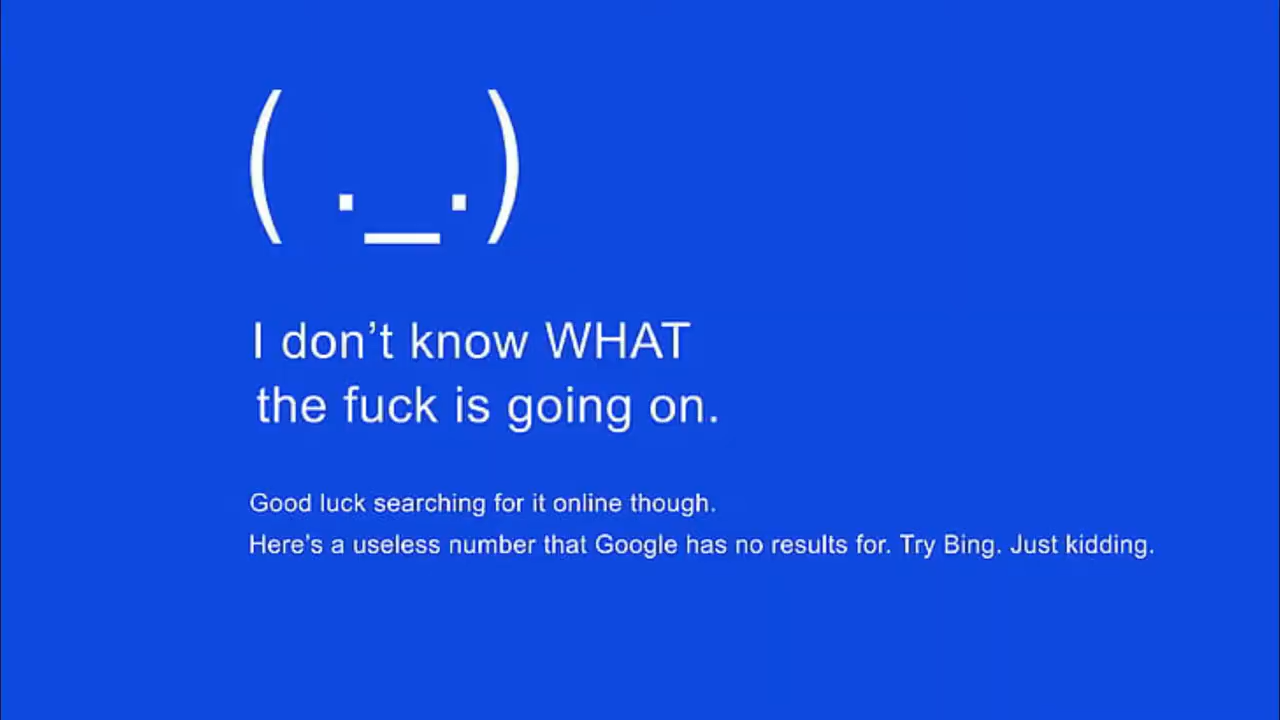 ( ._.)
I don’t know WHAT
the fuck is going on.
Good luck searching for it online though.
Here’s a useless number that Google has no results for. Try Bing. Just kidding.